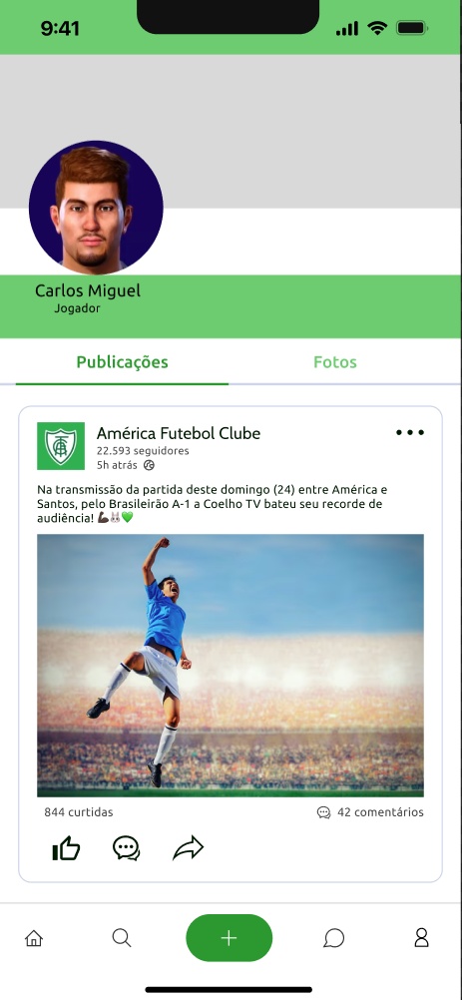 9:41
Carlos Miguel
Jogador
Publicações
Fotos
América Futebol Clube
22.593 seguidores
5h atrás
Na transmissão da partida deste domingo (24) entre América e
Santos, pelo Brasileirão A-1 a Coelho TV bateu seu recorde de
audiência! 💪🏿🐰💚
844 curtidas
42 comentários